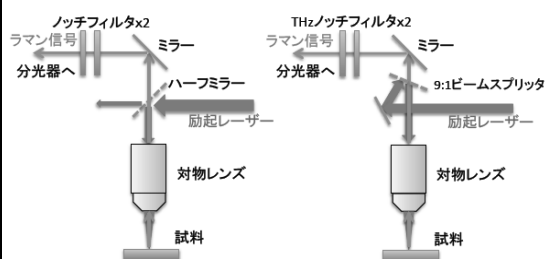 ノッチフィルタx2
ラマン信号
ミラー
分光器へ
ハーフミラー
励起レーザー
対物レンズ
試料
THzノッチフィルタx2
ラマン信号
ミラー
分光器へ
9:1ビームスプリッタ
励起レーザー
対物レンズ
試料